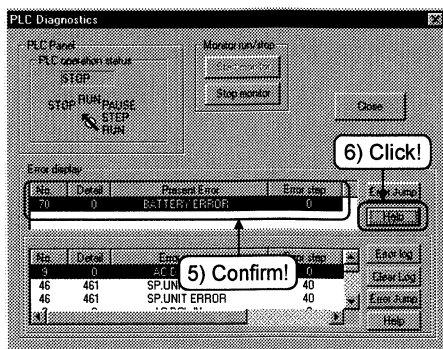 PLC Diagnostics
PLC Panel
PLC operation status
STOP
STOP RUN PAUSE
STEP
RUN
Monitor run/stop
Stop monitor
Close
6) Click!
Error display
No. Detail Present Error Error step
70 0 BATTERY ERROR 0
Error Jump
Help
5) Confirm!
No. Detail
9 0 0
46 461 40
46 461 SP.UNIT ERROR 40
Error log
Clear Log
Error Jump
Help